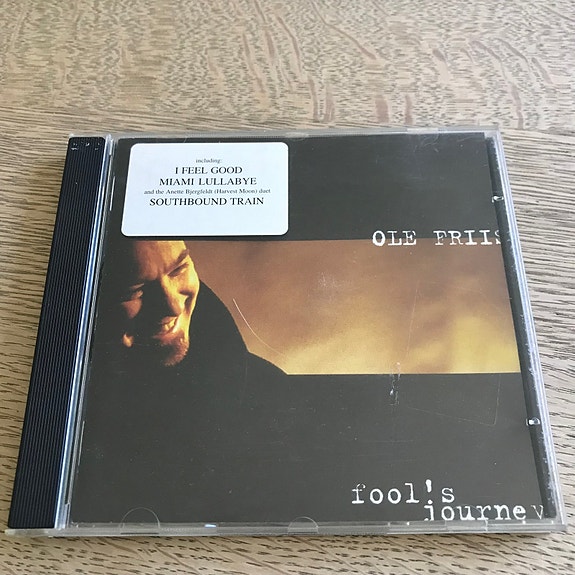 including:
I FEEL GOOD
MIAMI LULLABYE
and the Anette Bjergfeldt (Harvest Moon) duet
SOUTHBOUND TRAIN
OLE FRIIS
fool's
journey